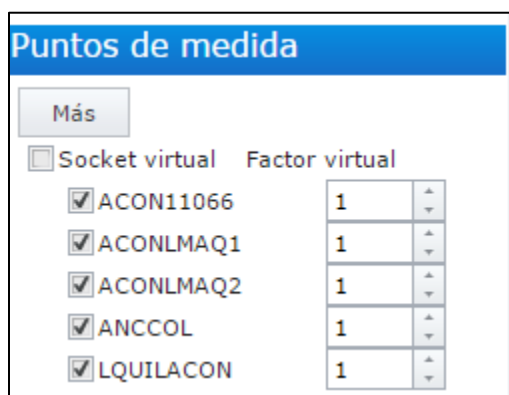 Puntos de medida
Más
Socket virtual Factor virtual
ACON11066 1
ACONLMAQ1 1
ACONLMAQ2 1
ANCCOL 1
LQUILACON 1